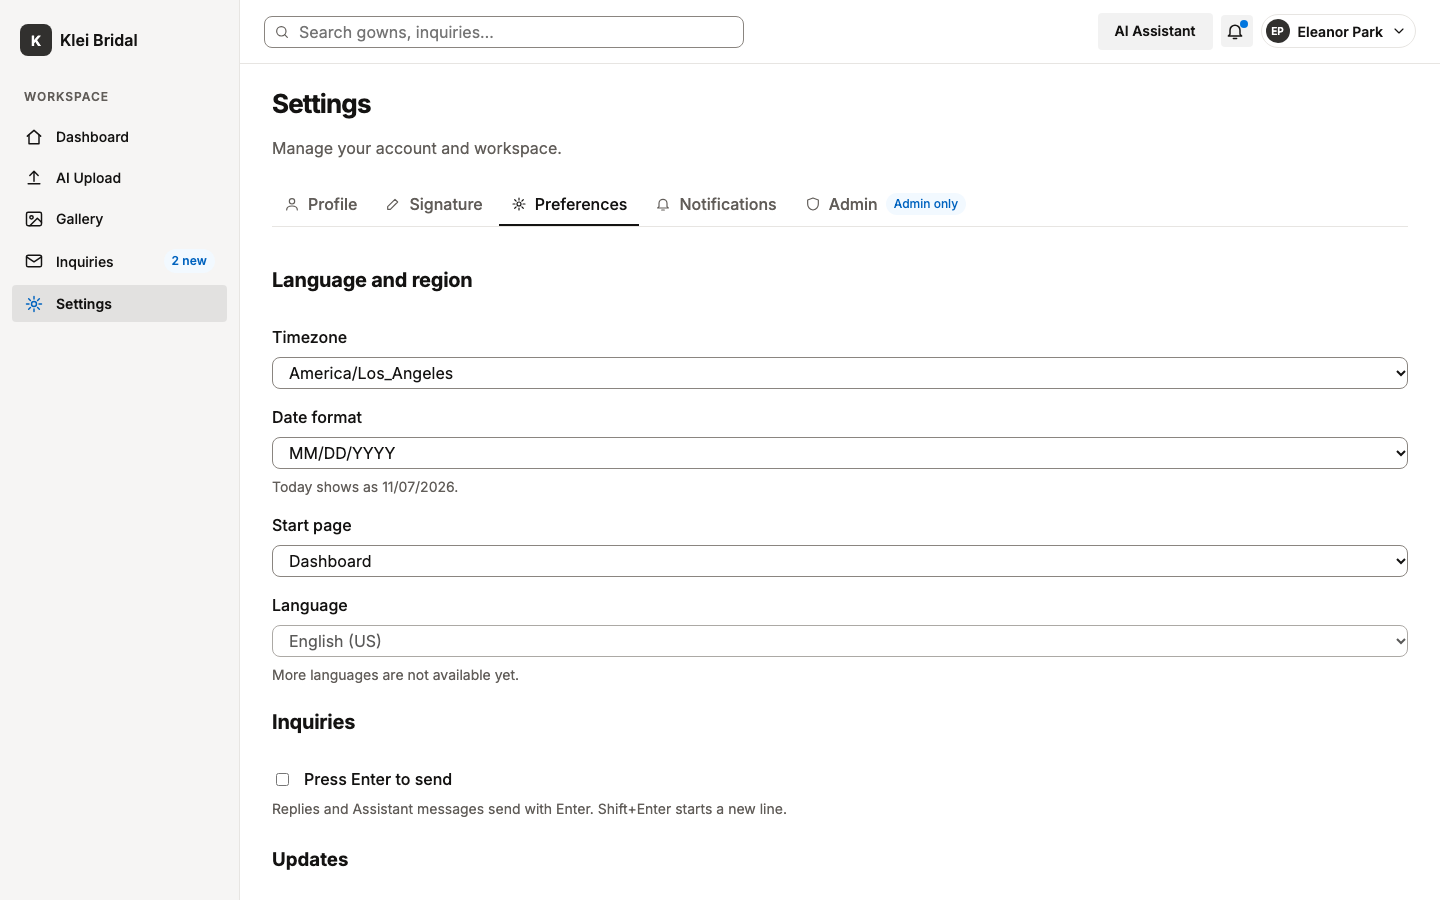 K Klei Bridal
Search gowns, inquiries...
AI Assistant
EP Eleanor Park
WORKSPACE
Dashboard
AI Upload
Gallery
Inquiries 2 new
Settings
Settings
Manage your account and workspace.
Profile Signature Preferences Notifications Admin Admin only
Language and region
Timezone
America/Los_Angeles
Date format
MM/DD/YYYY
Today shows as 11/07/2026.
Start page
Dashboard
Language
English (US)
More languages are not available yet.
Inquiries
Press Enter to send
Replies and Assistant messages send with Enter. Shift+Enter starts a new line.
Updates